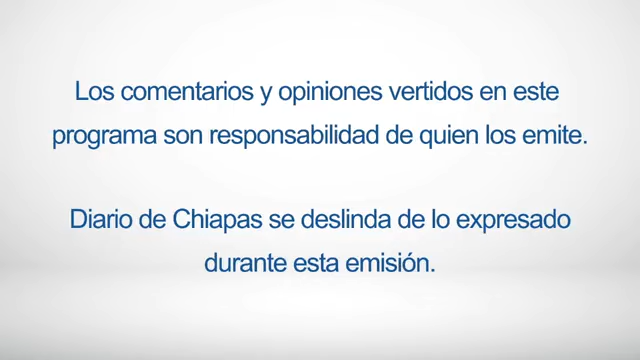 Los comentarios y opiniones vertidos en este
programa son responsabilidad de quien los emite.
Diario de Chiapas se deslinda de lo expresado
durante esta emisión.